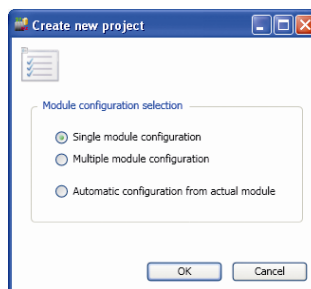 Create new project
Module configuration selection
Single module configuration
Multiple module configuration
Automatic configuration from actual module
OK
Cancel